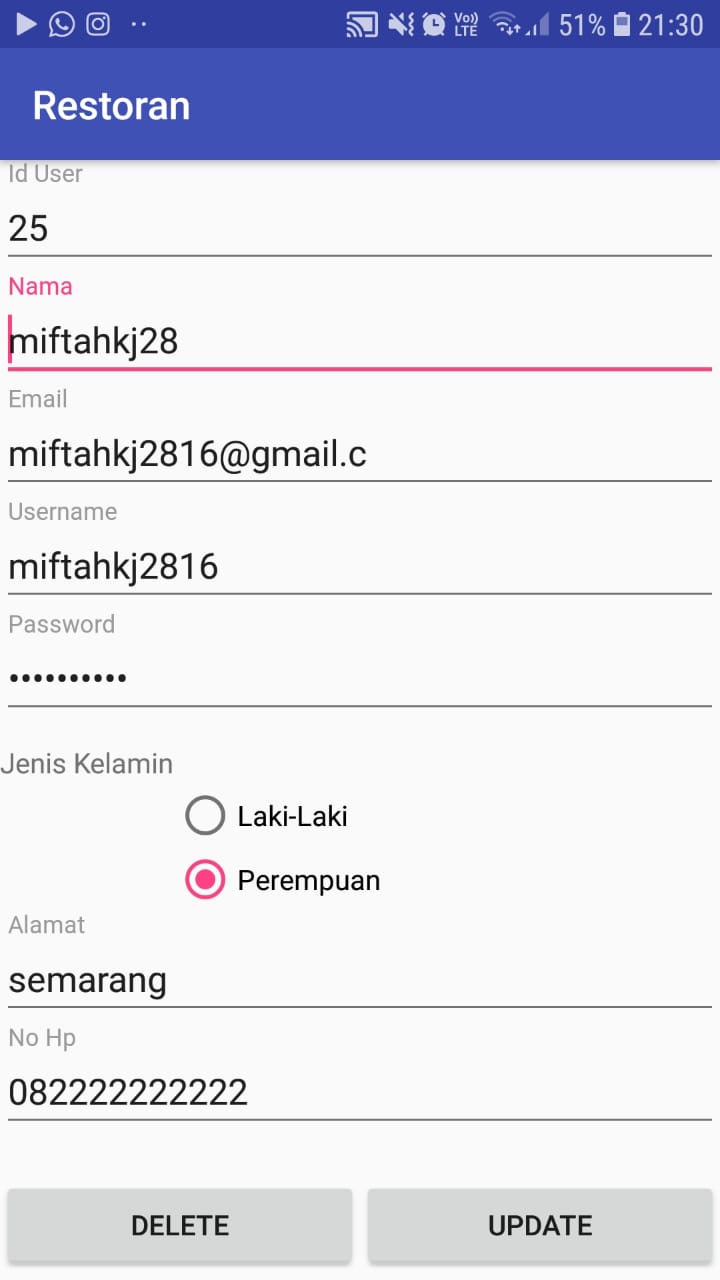 Vo)) LTE 51% 21:30
Restoran
Id User
25
Nama
miftahkj28
Email
miftahkj2816@gmail.c
Username
miftahkj2816
Password
••••••••••
Jenis Kelamin
Laki-Laki
Perempuan
Alamat
semarang
No Hp
082222222222
DELETE UPDATE